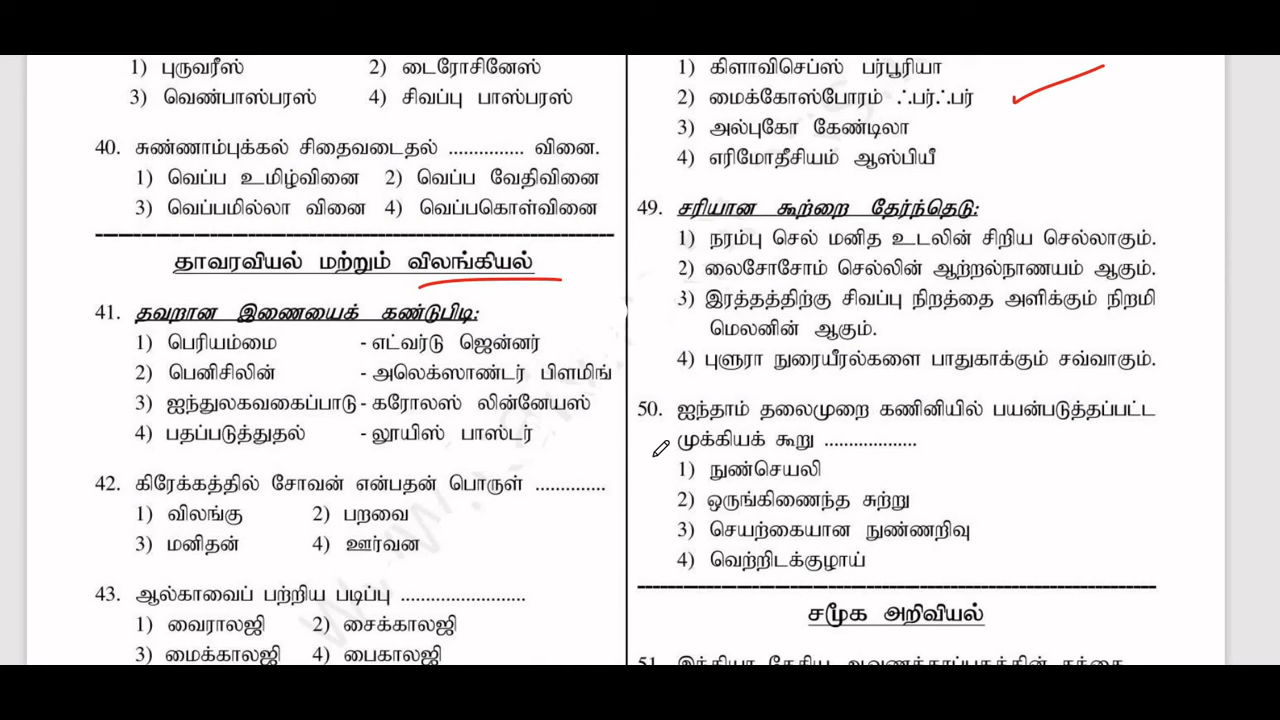 1) புருவரீஸ் 2) டைரோசினேஸ்
3) வெண்பாஸ்பரஸ் 4) சிவப்பு பாஸ்பரஸ்
40. சுண்ணாம்புக்கல் சிதைவடைதல் .............. வினை.
1) வெப்ப உமிழ்வினை 2) வெப்ப வேதிவினை
3) வெப்பமில்லா வினை 4) வெப்பகொள்வினை
தாவரவியல் மற்றும் விலங்கியல்
41. தவறான இணையைக் கண்டுபிடி:
1) பெரியம்மை - எட்வர்டு ஜென்னர்
2) பெனிசிலின் - அலெக்ஸாண்டர் பிளமிங்
3) ஐந்துலகவகைப்பாடு - கரோலஸ் லின்னேயஸ்
4) பதப்படுத்துதல் - லூயிஸ் பாஸ்டர்
42. கிரேக்கத்தில் சோவன் என்பதன் பொருள் ..............
1) விலங்கு 2) பறவை
3) மனிதன் 4) ஊர்வன
43. ஆல்காவைப் பற்றிய படிப்பு .........................
1) வைராலஜி 2) சைக்காலஜி
3) மைக்காலஜி 4) பைகாலஜி
1) கிளாவிசெப்ஸ் பர்பூரியா
2) மைக்கோஸ்போரம் ஃபர்ஃபர்
3) அல்புகோ கேண்டிலா
4) எரிமோதீசியம் ஆஸ்பியீ
49. சரியான கூற்றை தேர்ந்தெடு:
1) நரம்பு செல் மனித உடலின் சிறிய செல்லாகும்.
2) லைசோசோம் செல்லின் ஆற்றல்நாணயம் ஆகும்.
3) இரத்தத்திற்கு சிவப்பு நிறத்தை அளிக்கும் நிறமி
மெலனின் ஆகும்.
4) புளுரா நுரையீரல்களை பாதுகாக்கும் சவ்வாகும்.
50. ஐந்தாம் தலைமுறை கணினியில் பயன்படுத்தப்பட்ட
முக்கியக் கூறு ...................
1) நுண்செயலி
2) ஒருங்கிணைந்த சுற்று
3) செயற்கையான நுண்ணறிவு
4) வெற்றிடக்குழாய்
சமூக அறிவியல்